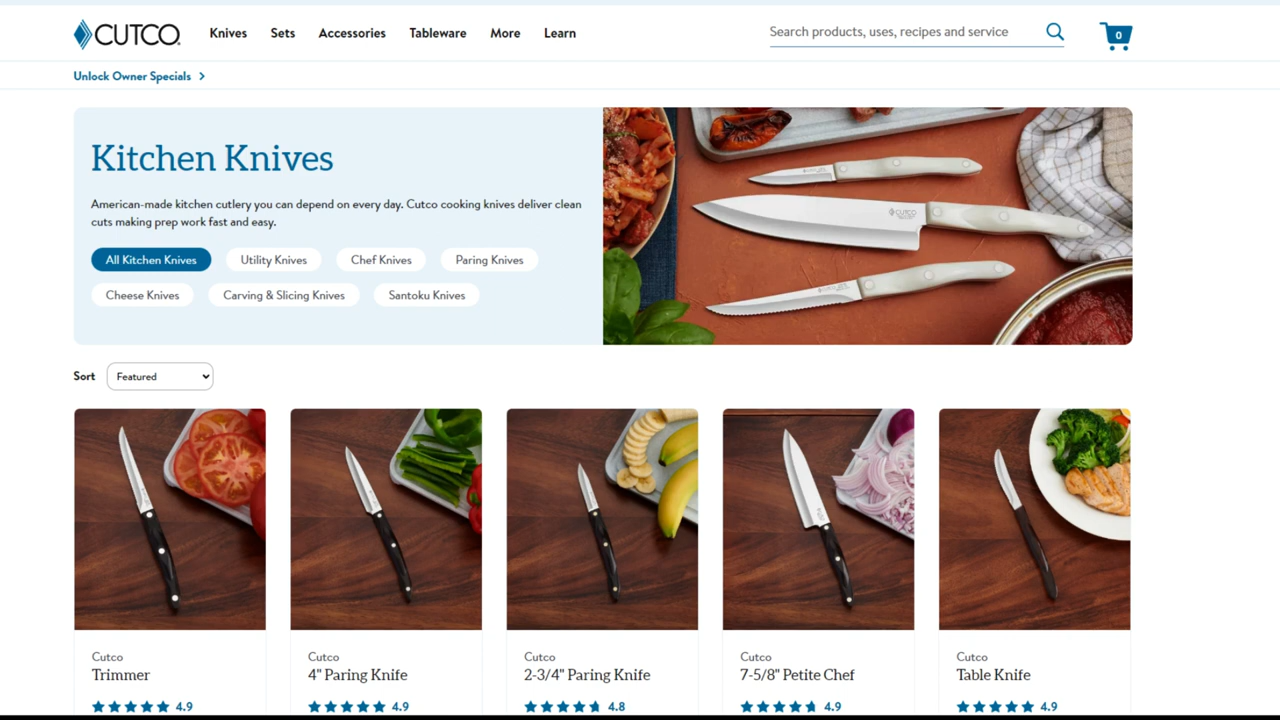 CUTCO
Knives
Sets
Accessories
Tableware
More
Learn
Search products, uses, recipes and service
0
Unlock Owner Specials
Kitchen Knives
American-made kitchen cutlery you can depend on every day. Cutco cooking knives deliver clean
cuts making prep work fast and easy.
All Kitchen Knives
Utility Knives
Chef Knives
Paring Knives
Cheese Knives
Carving & Slicing Knives
Santoku Knives
CUTCO
Sort
Featured
Cutco
Trimmer
4.9
Cutco
4" Paring Knife
4.9
Cutco
2-3/4" Paring Knife
4.8
Cutco
7-5/8" Petite Chef
4.9
Cutco
Table Knife
4.9